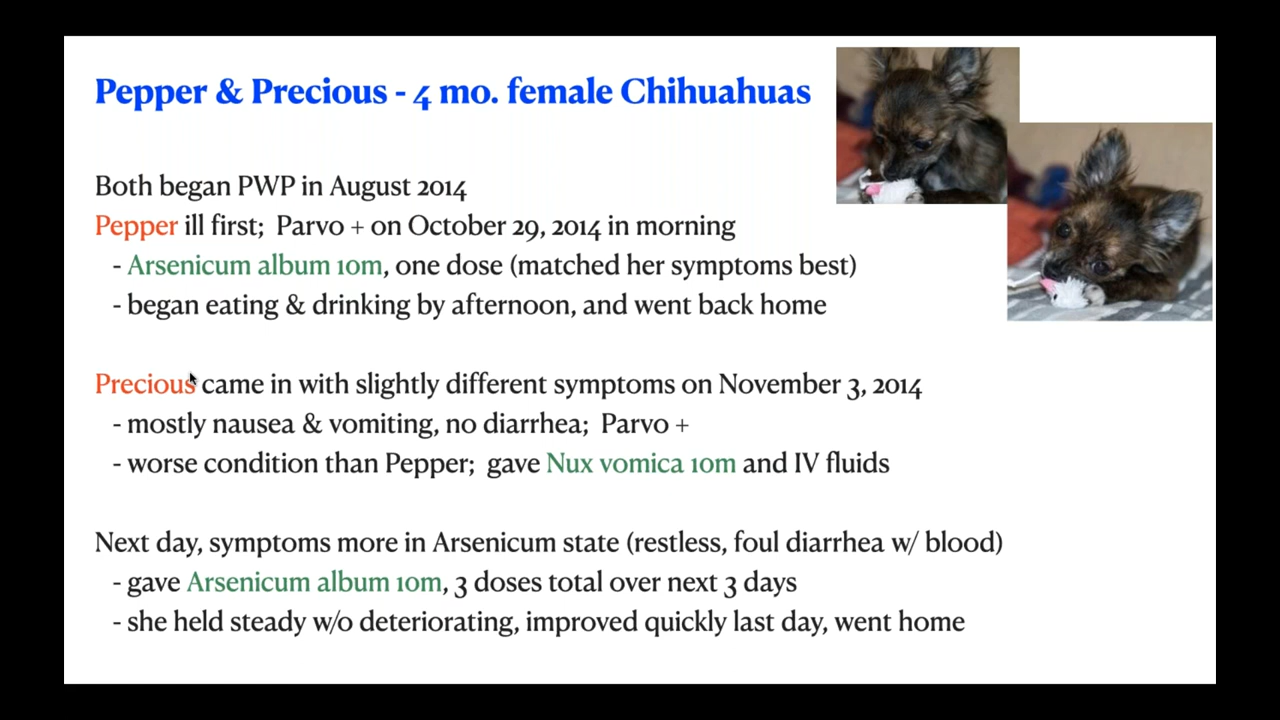 Pepper & Precious - 4 mo. female Chihuahuas
Both began PWP in August 2014
Pepper ill first; Parvo + on October 29, 2014 in morning
- Arsenicum album 10m, one dose (matched her symptoms best)
- began eating & drinking by afternoon, and went back home
Precious came in with slightly different symptoms on November 3, 2014
- mostly nausea & vomiting, no diarrhea; Parvo +
- worse condition than Pepper; gave Nux vomica 10m and IV fluids
Next day, symptoms more in Arsenicum state (restless, foul diarrhea w/ blood)
- gave Arsenicum album 10m, 3 doses total over next 3 days
- she held steady w/o deteriorating, improved quickly last day, went home